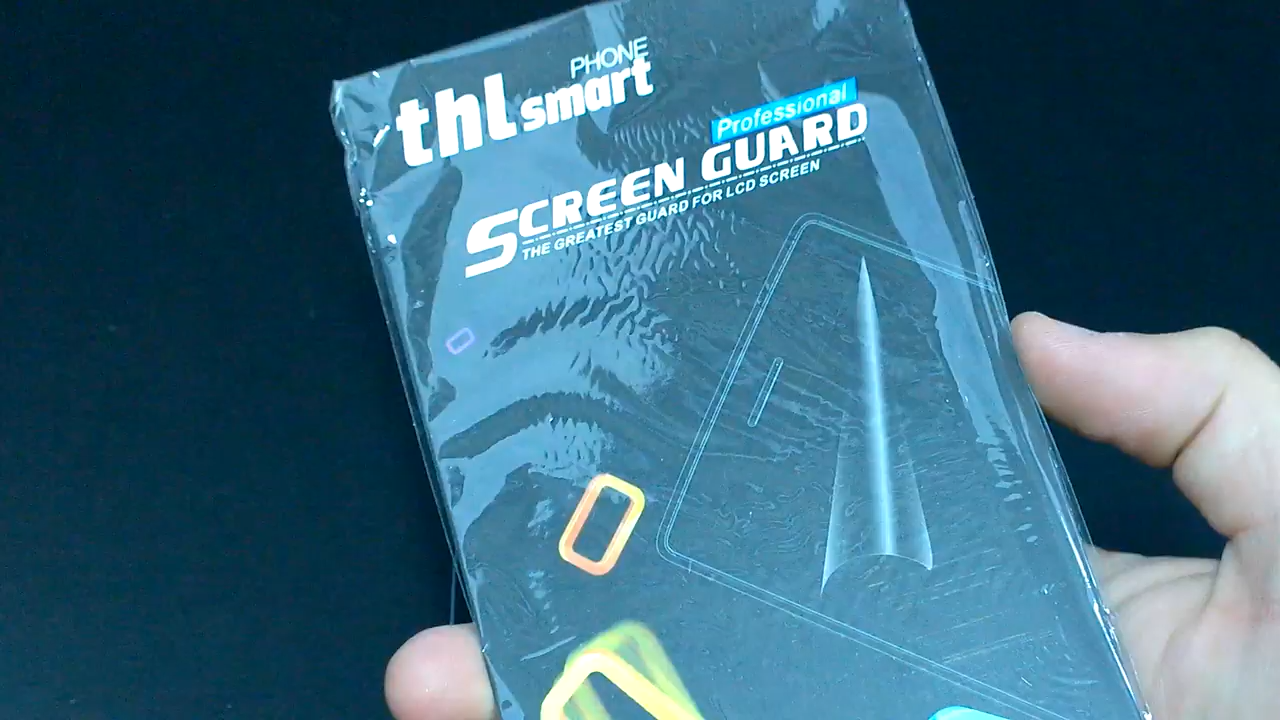 PHONE
thl smart
Professional
SCREEN GUARD
THE GREATEST GUARD FOR LCD SCREEN